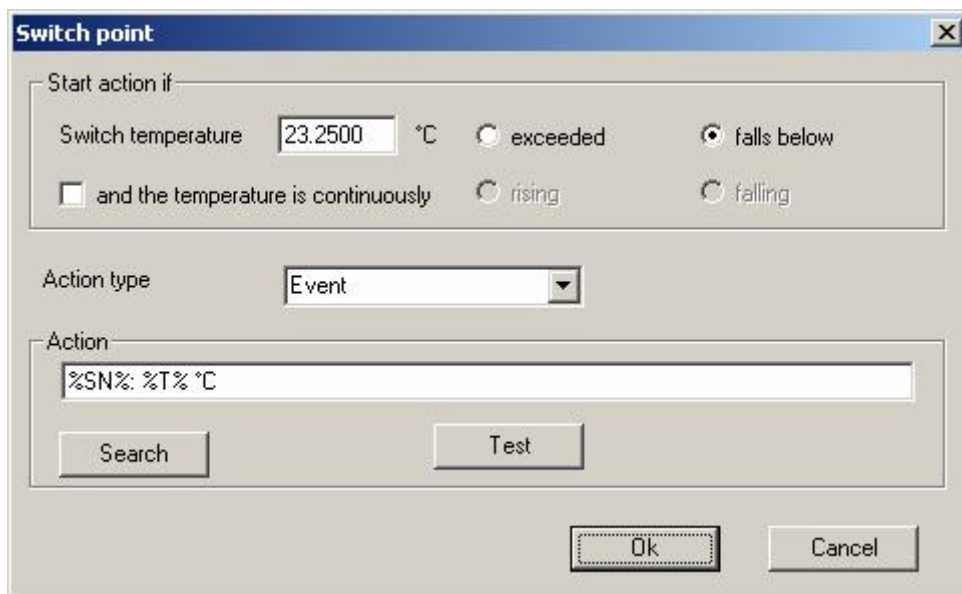 Switch point
Start action if
Switch temperature 23.2500 °C exceeded falls below
and the temperature is continuously rising falling
Action type Event
Action
%SN%: %T% °C
Search Test
Ok Cancel